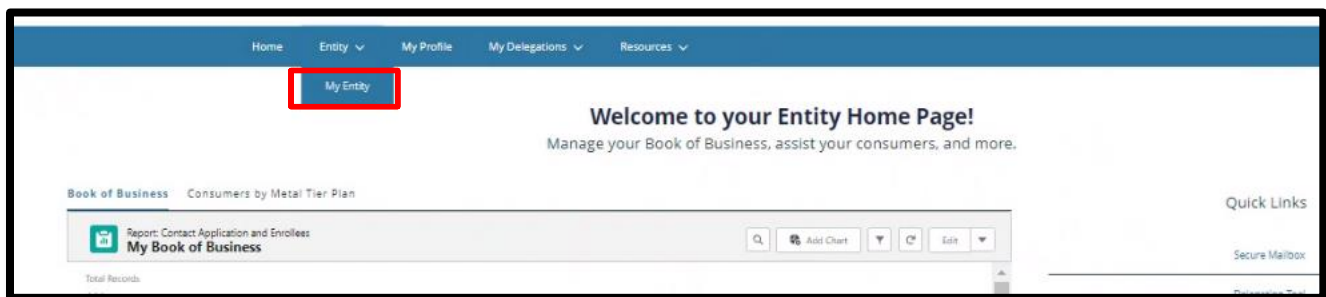 Home Entity My Profile My Delegations Resources
My Entity
Welcome to your Entity Home Page!
Manage your Book of Business, assist your consumers, and more.
Book of Business Consumers by Metal Tier Plan
Quick Links
Report: Contact Application and Enrollees
My Book of Business
Add Chart Edit
Secure Mailbox
Total Records